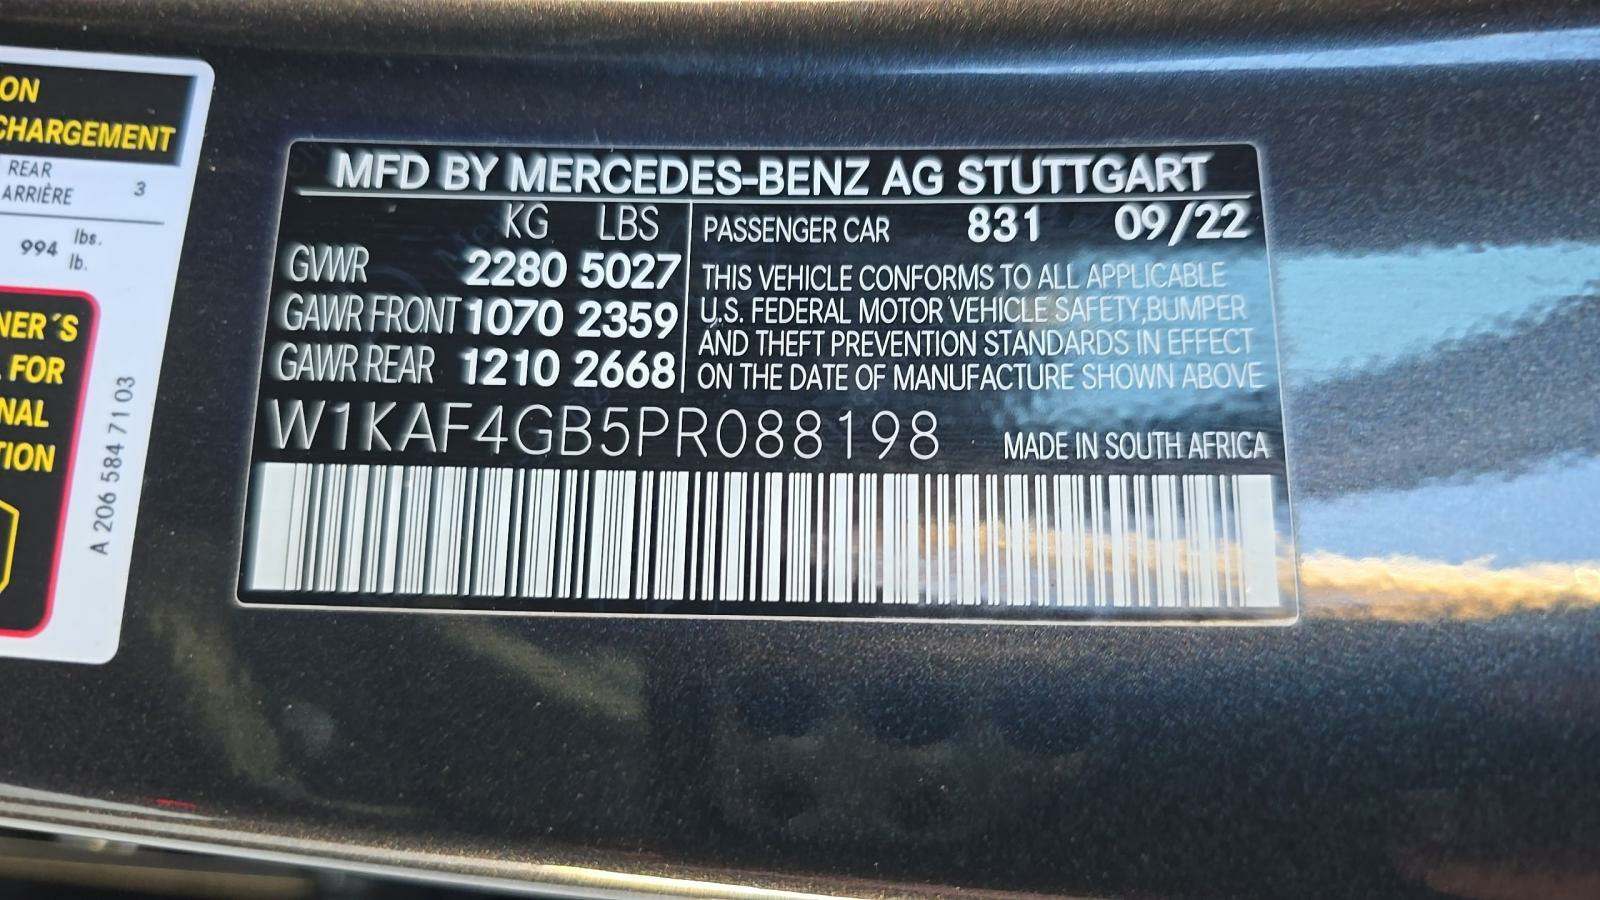 ON
CHARGEMENT
REAR
ARRIÈRE 3
994 lbs.
lb.
NER´S
FOR
NAL
TION
A 206 584 71 03
MFD BY MERCEDES-BENZ AG STUTTGART
KG LBS
GVWR 2280 5027
GAWR FRONT 1070 2359
GAWR REAR 1210 2668
PASSENGER CAR 831 09/22
THIS VEHICLE CONFORMS TO ALL APPLICABLE
U.S. FEDERAL MOTOR VEHICLE SAFETY,BUMPER
AND THEFT PREVENTION STANDARDS IN EFFECT
ON THE DATE OF MANUFACTURE SHOWN ABOVE
W1KAF4GB5PR088198 MADE IN SOUTH AFRICA